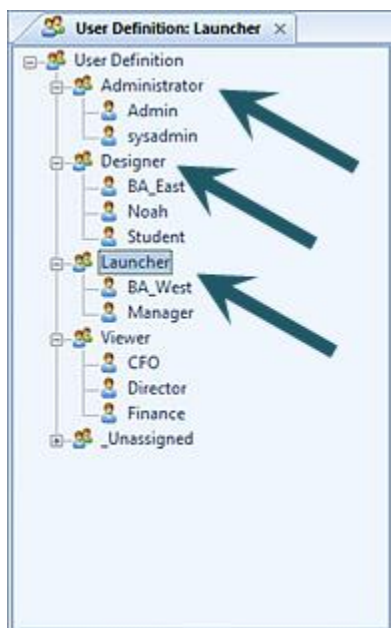 User Definition: Launcher
User Definition
Administrator
Admin
sysadmin
Designer
BA_East
Noah
Student
Launcher
BA_West
Manager
Viewer
CFO
Director
Finance
_Unassigned